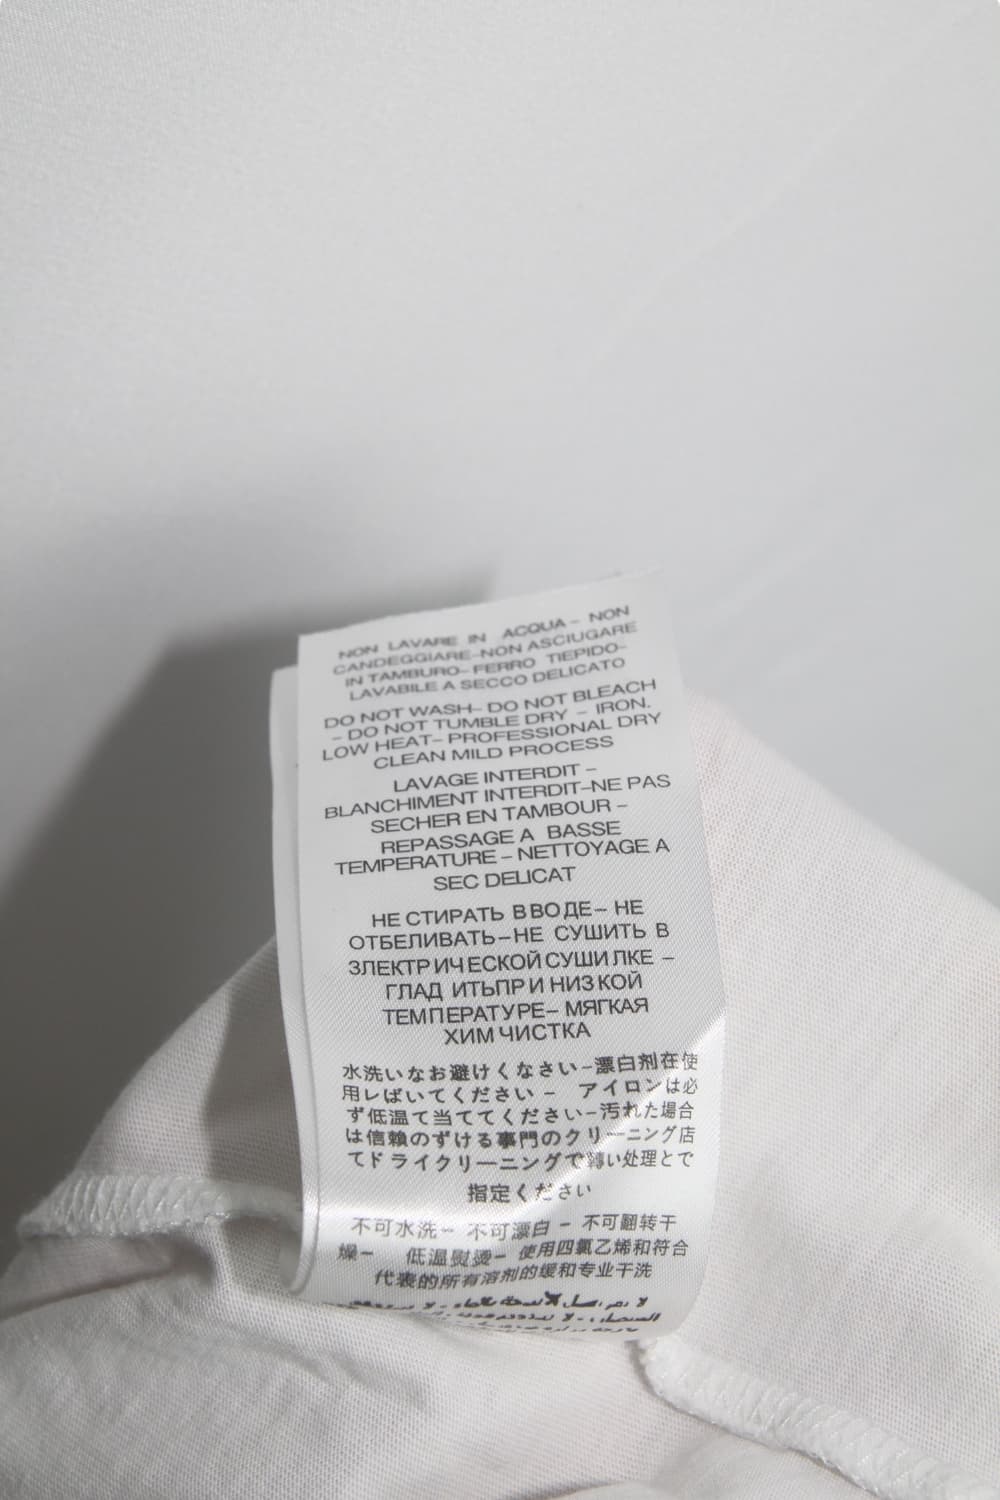 NON LAVARE IN ACQUA- NON
CANDEGGIARE-NON ASCIUGARE
IN TAMBURO- FERRO TIEPIDO-
LAVABILE A SECCO DELICATO
DO NOT WASH- DO NOT BLEACH
- DO NOT TUMBLE DRY - IRON.
LOW HEAT- PROFESSIONAL DRY
CLEAN MILD PROCESS
LAVAGE INTERDIT -
BLANCHIMENT INTERDIT-NE PAS
SECHER EN TAMBOUR -
REPASSAGE A BASSE
TEMPERATURE - NETTOYAGE A
SEC DELICAT
НЕ СТИРАТЬ В ВО ДЕ- НЕ
ОТБЕЛИВАТЬ-НЕ СУШИТЬ В
ЗЛЕКТР ИЧ ЕСКОЙ СУШИ ЛКЕ -
ГЛАД ИТЬПР И НИЗ КОЙ
ТЕМПЕРАТУРЕ- МЯГКАЯ
ХИМ ЧИСТКА
水洗いなお避けくなさい-漂白剤在使
用レばいてください - アイロンは必
ず低温て当ててください-汚れた場合
は信頼のずける事門のクリーニング店
てド ライクリーニングで い処理とで
指定ください
不可水洗- 不可漂白 - 不可翻转干
燥- 低温熨烫- 使用四氯乙烯和符合
代表的所有溶剂的缓和专业干洗